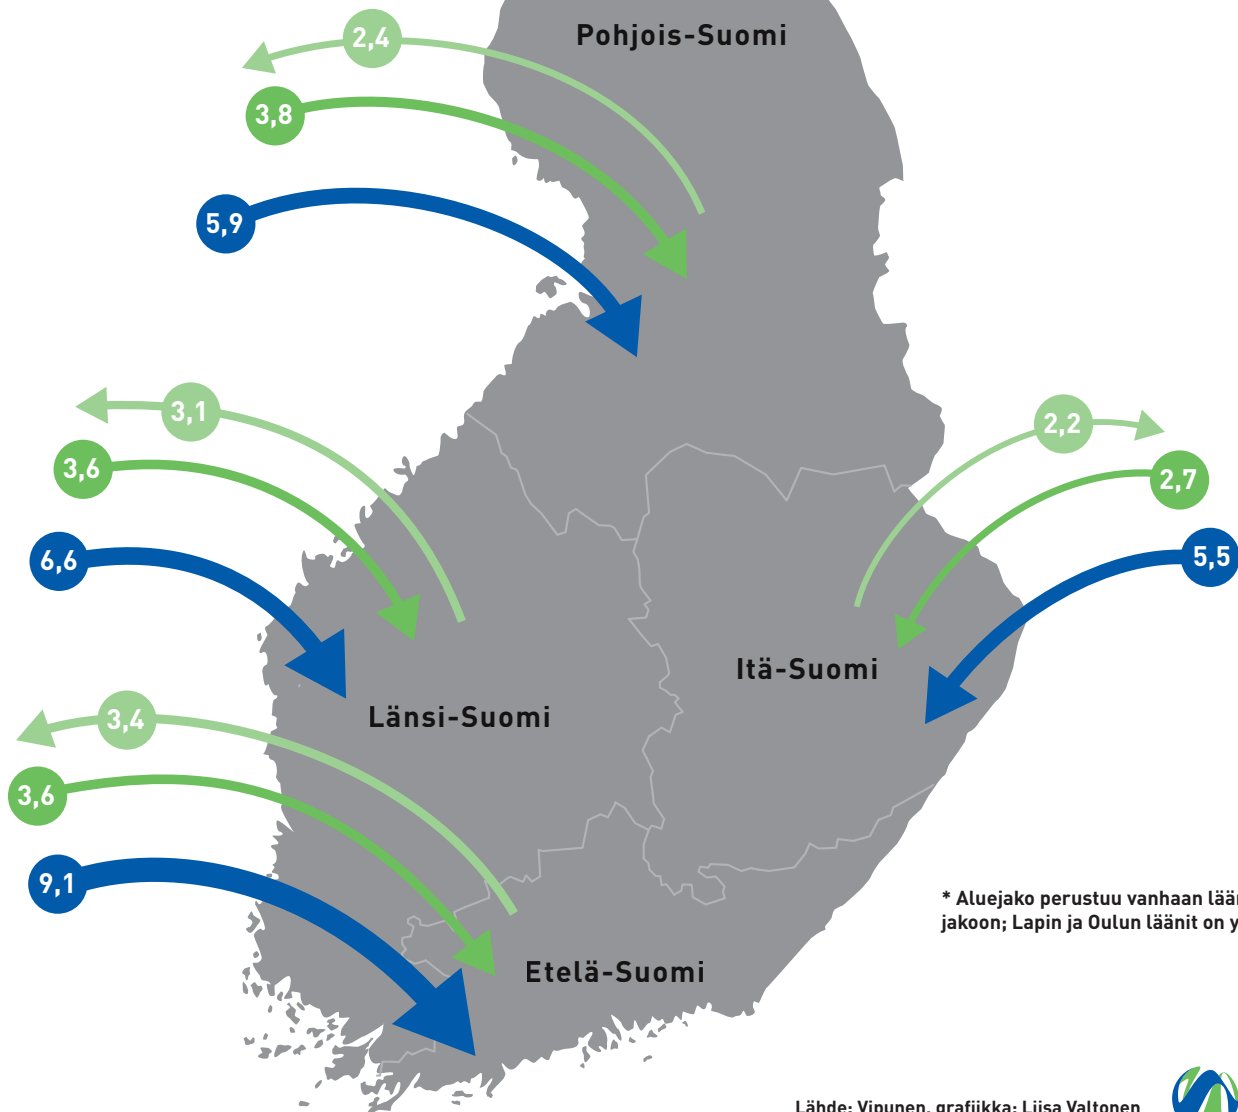 Pohjois-Suomi
2,4
3,8
5,9
3,1
3,6
6,6
2,2
2,7
5,5
Itä-Suomi
Länsi-Suomi
3,4
3,6
9,1
Etelä-Suomi
* Aluejako perustuu vanhaan
jakoon; Lapin ja Oulun läänit on
Lähde: Vipunen, grafiikka: Liisa Valtonen